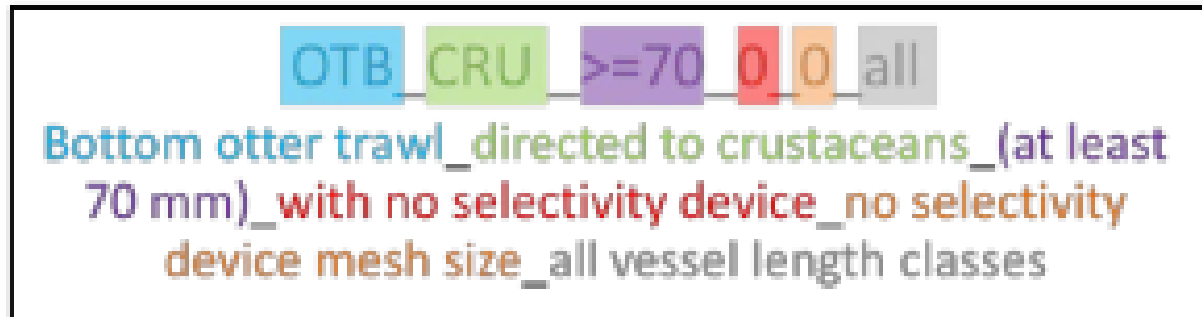 OTB_CRU_>=70_0_0_all
Bottom otter trawl_directed to crustaceans_(at least
70 mm)_with no selectivity device_no selectivity
device mesh size_all vessel length classes